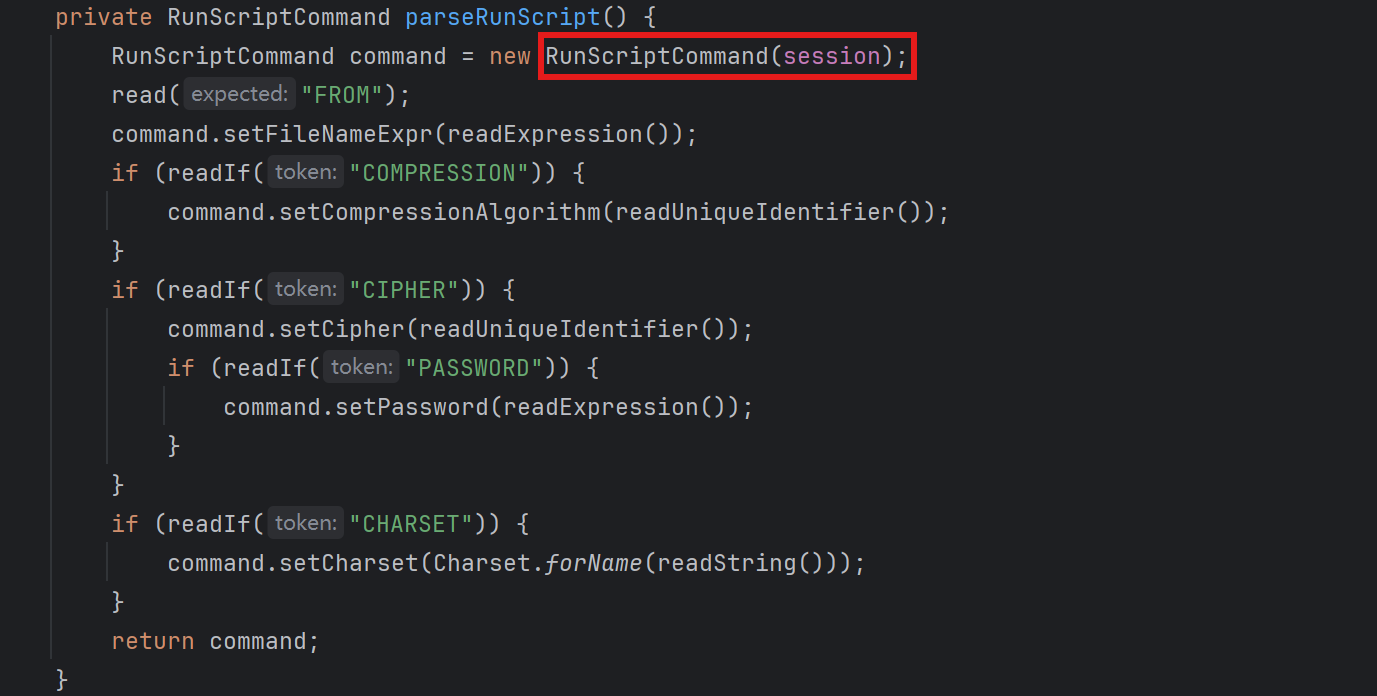 private RunScriptCommand parseRunScript() {
    RunScriptCommand command = new RunScriptCommand(session);
    read( expected: "FROM");
    command.setFileNameExpr(readExpression());
    if (readIf( token: "COMPRESSION")) {
        command.setCompressionAlgorithm(readUniqueIdentifier());
    }
    if (readIf( token: "CIPHER")) {
        command.setCipher(readUniqueIdentifier());
        if (readIf( token: "PASSWORD")) {
            command.setPassword(readExpression());
        }
    }
    if (readIf( token: "CHARSET")) {
        command.setCharset(Charset.forName(readString()));
    }
    return command;
}